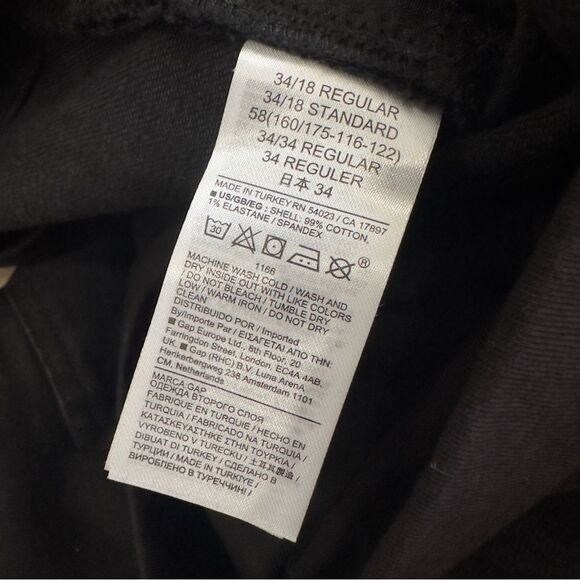 34/18 REGULAR
34/18 STANDARD
58(160/175-116-122)
34/34 REGULAR
34 REGULER
日本 34
MADE IN TURKEY RN 54023 / CA 17897
■ US/GB/EG : SHELL: 99% COTTON,
1% ELASTANE / SPANDEX
30 ®
1166
MACHINE WASH COLD / WASH AND
DRY INSIDE OUT WITH LIKE COLORS
/ DO NOT BLEACH / TUMBLE DRY
LOW / WARM IRON / DO NOT DRY
CLEAN
DISTRIBUIDO POR / Imported
By/Importe Par / ΕΙΣΑΓΕΤΑΙ ΑΠΟ ΤΗΝ:
■ Gap Europe Ltd., 8th Floor, 20
Farringdon Street, London, EC4A 4AB,
UK. ■ Gap (RHC) B.V. Luna ArenA
Herikerbergweg 238 Amsterdam 1101
CM, Netherlands
МАРКА:GAP
ОДЕЖДА ВТОРОГО СЛОЯ
FABRIQUE EN TURQUIE / HECHO EN
TURQUIA / FABRICADO NA TURQUIA /
ΚΑΤΑΣΚΕΥΑΣΤΗΚΕ ΣΤΗΝ ΤΟΥΡΚΙΑ /
VYROBENO V TURECKU / 土耳其製造 /
DIBUAT DI TURKEY / СДЕЛАНО В
ТУРЦИИ / MADE IN TURKIYE /
ВИРОБЛЕНО В ТУРЕЧЧИНІ /